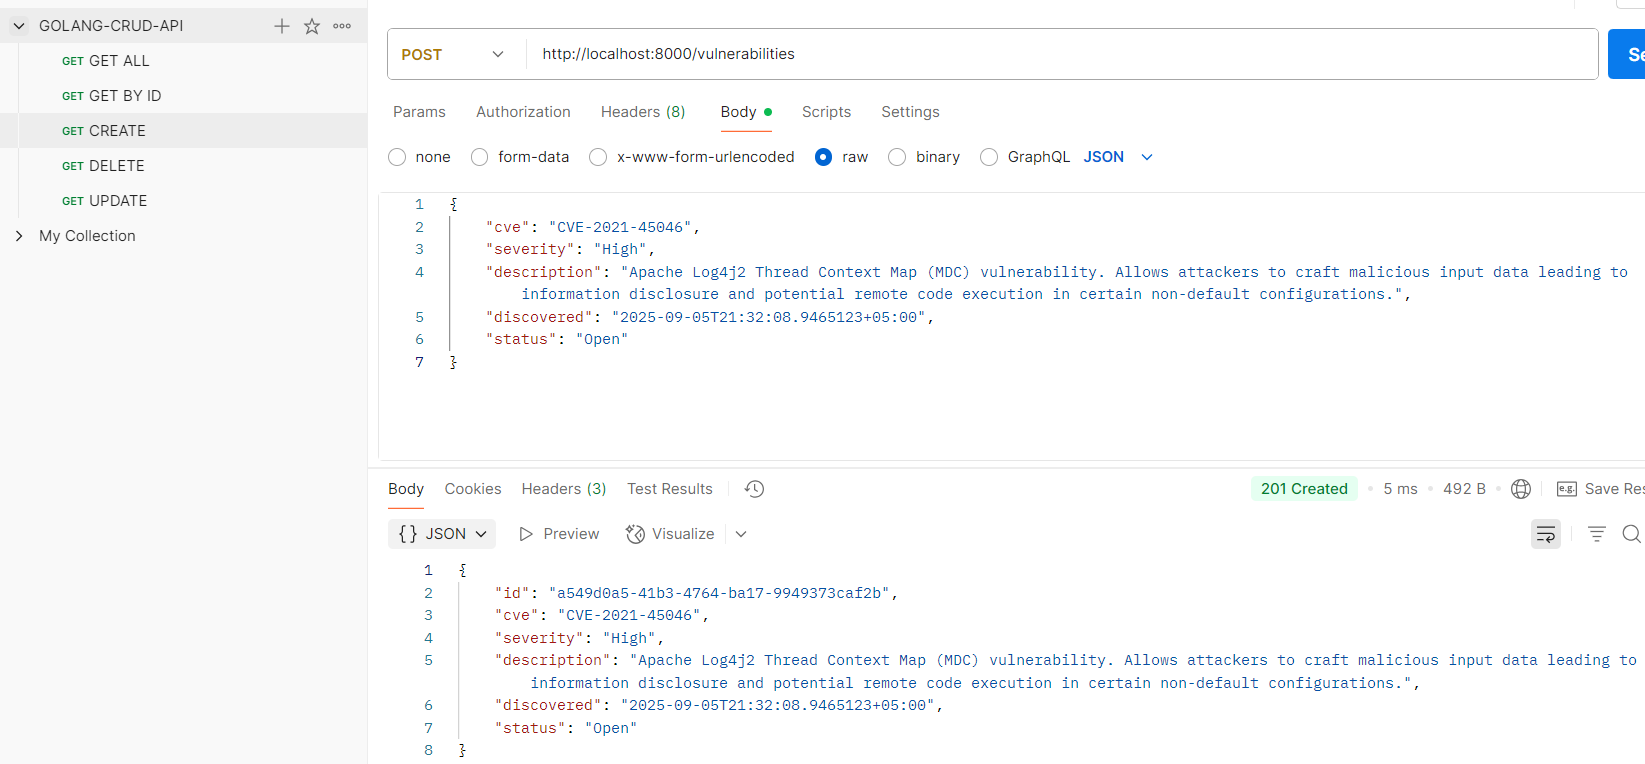 GOLANG-CRUD-API
GET GET ALL
GET GET BY ID
GET CREATE
GET DELETE
GET UPDATE
My Collection
POST http://localhost:8000/vulnerabilities
Params Authorization Headers (8) Body Scripts Settings
none form-data x-www-form-urlencoded raw binary GraphQL JSON
1 {
2 "cve": "CVE-2021-45046",
3 "severity": "High",
4 "description": "Apache Log4j2 Thread Context Map (MDC) vulnerability. Allows attackers to craft malicious input data leading to
information disclosure and potential remote code execution in certain non-default configurations.",
5 "discovered": "2025-09-05T21:32:08.9465123+05:00",
6 "status": "Open"
7 }
Body Cookies Headers (3) Test Results 201 Created 5 ms 492 B e.g. Save Res
{} JSON Preview Visualize
1 {
2 "id": "a549d0a5-41b3-4764-ba17-9949373caf2b",
3 "cve": "CVE-2021-45046",
4 "severity": "High",
5 "description": "Apache Log4j2 Thread Context Map (MDC) vulnerability. Allows attackers to craft malicious input data leading to
information disclosure and potential remote code execution in certain non-default configurations.",
6 "discovered": "2025-09-05T21:32:08.9465123+05:00",
7 "status": "Open"
8 }